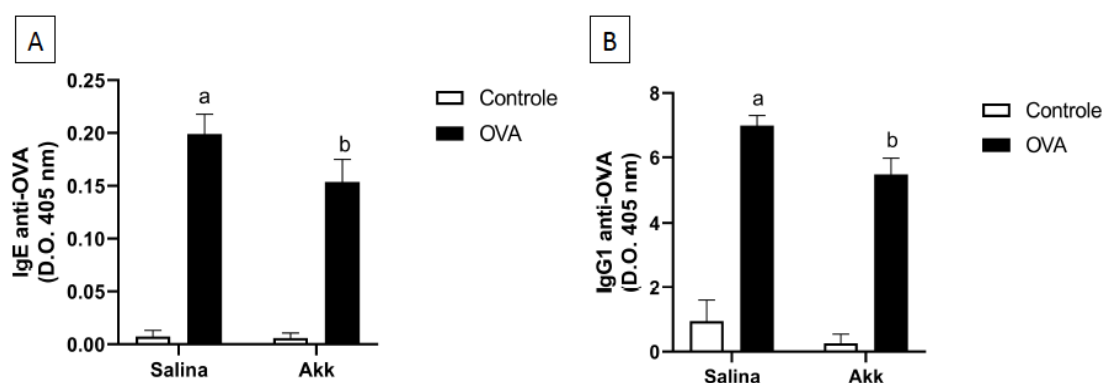 A
0.25
0.20
0.15
0.10
0.05
0.00
IgE anti-OVA
(D.O. 405 nm)
a
b
Salina
Akk
Controle
OVA
B
8
6
4
2
0
IgG1 anti-OVA
(D.O. 405 nm)
a
b
Salina
Akk
Controle
OVA